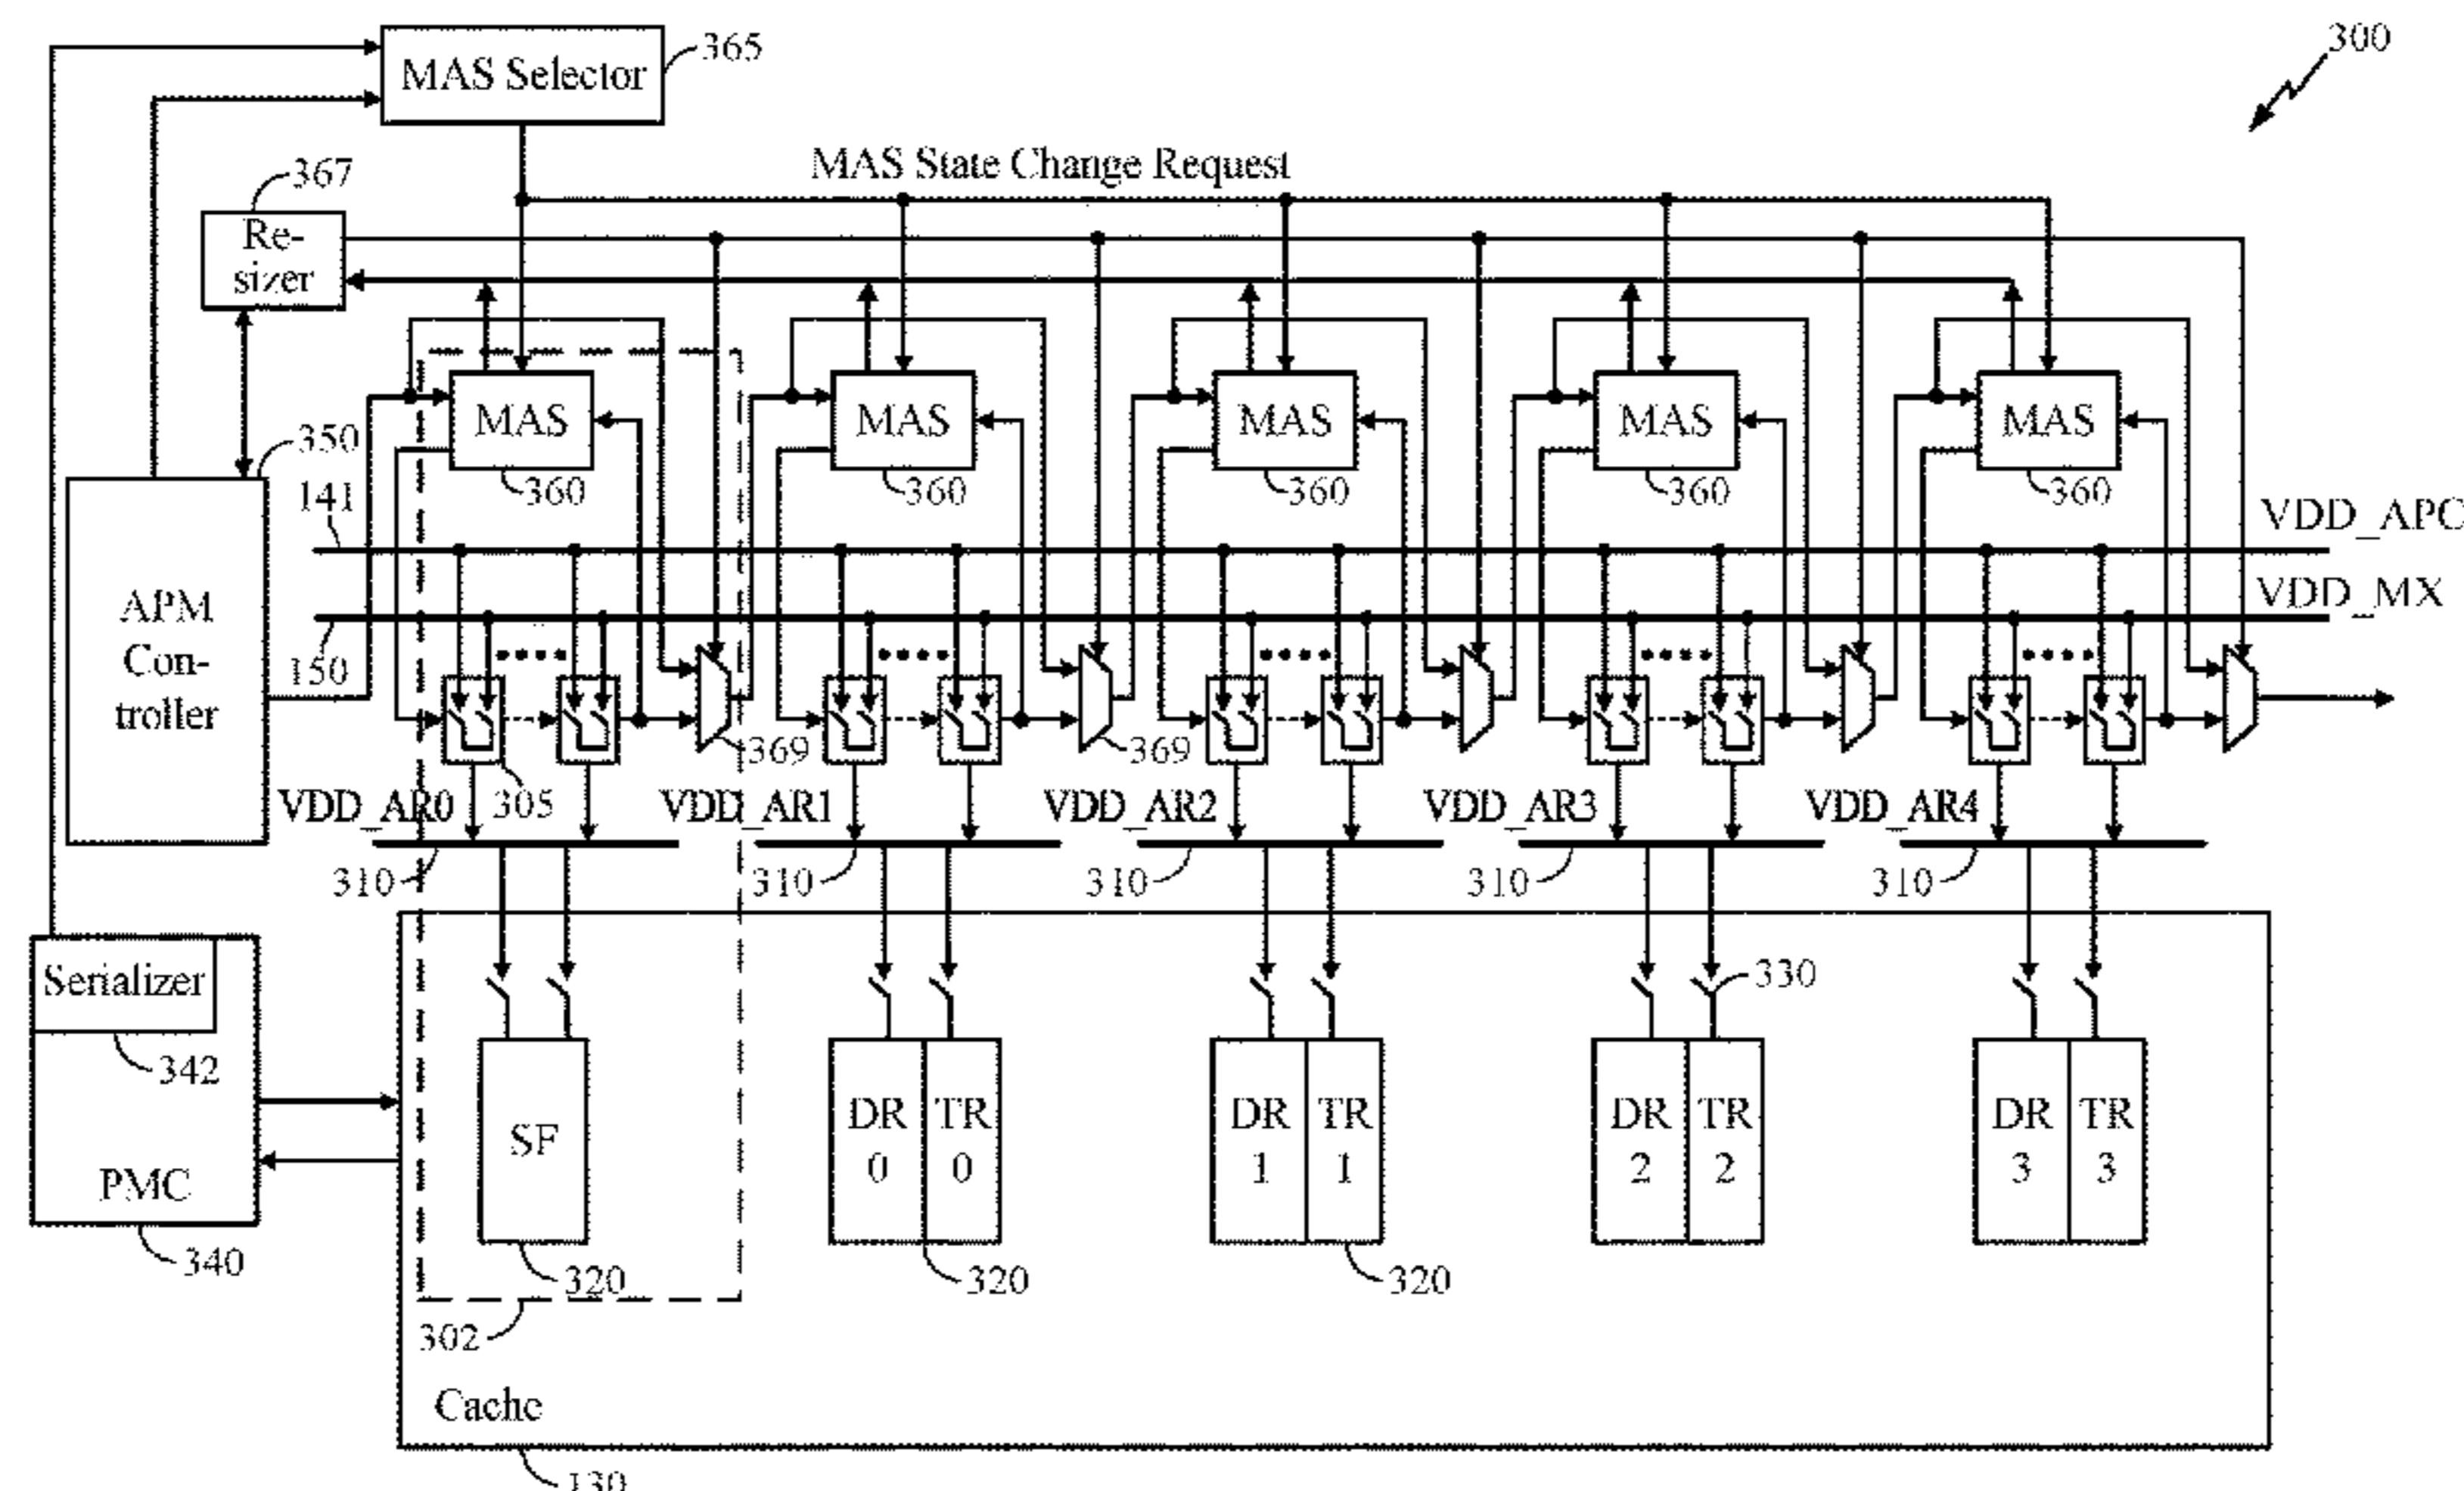 300
MAS Selector
365
MAS State Change Request
367
Re-
sizer
MAS
MAS
MAS
MAS
MAS
350
360
360
360
360
360
141
VDD_APC
VDD_MX
APM
Con-
troller
150
369
369
VDD_AR0
305
VDD_AR1
VDD_AR2
VDD_AR3
VDD_AR4
310
310
310
310
310
Serializer
342
330
SF
DR
0
TR
0
DR
1
TR
1
DR
2
TR
2
DR
3
TR
3
PMC
340
320
320
320
302
Cache
130